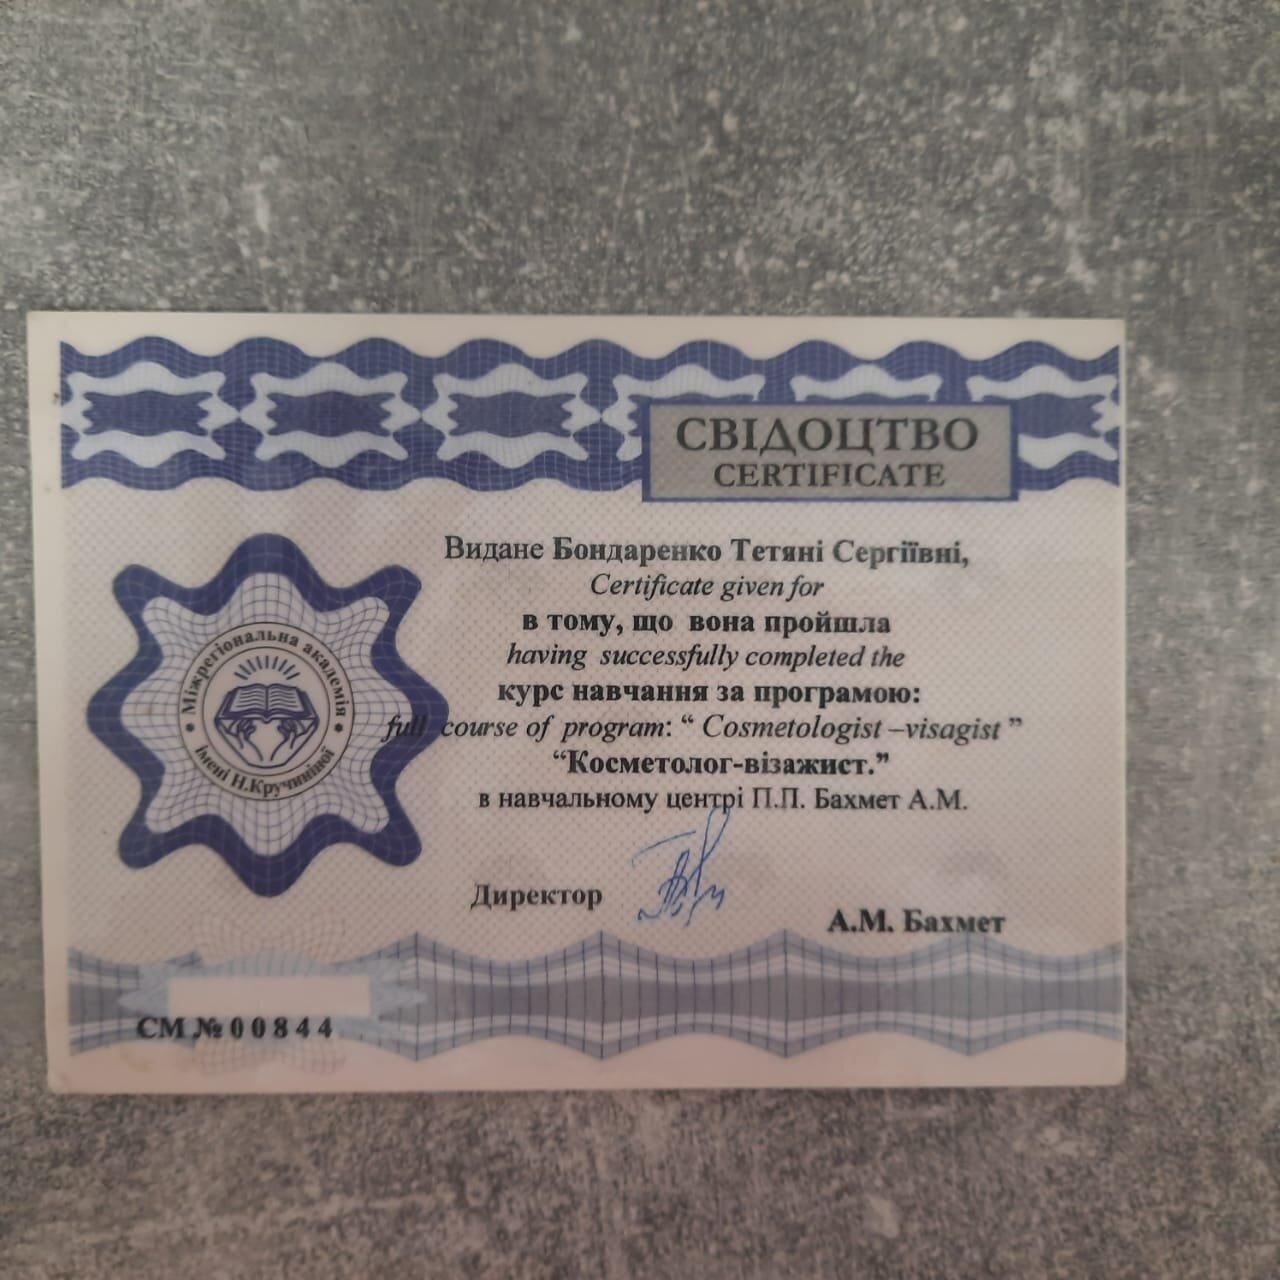 СВІДОЦТВО
CERTIFICATE
Видане Бондаренко Тетяні Сергіївні,
Certificate given for
в тому, що вона пройшла
having successfully completed the
курс навчання за програмою:
full course of program: “ Cosmetologist –visagist ”
“Косметолог-візажист.”
в навчальному центрі П.П. Бахмет А.М.
Міжрегіональна академія
імені Н.Кручиніної
Директор
А.М. Бахмет
СМ №00844